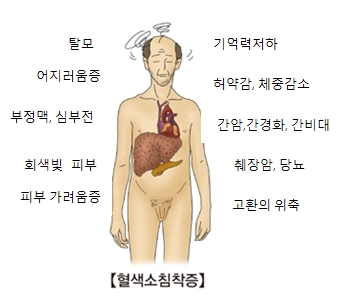 탈모
기억력저하
어지러움증
허약감, 체중감소
부정맥, 심부전
간암,간경화, 간비대
회색빛 피부
췌장암, 당뇨
피부 가려움증
고환의 위축
【혈색소침착증】